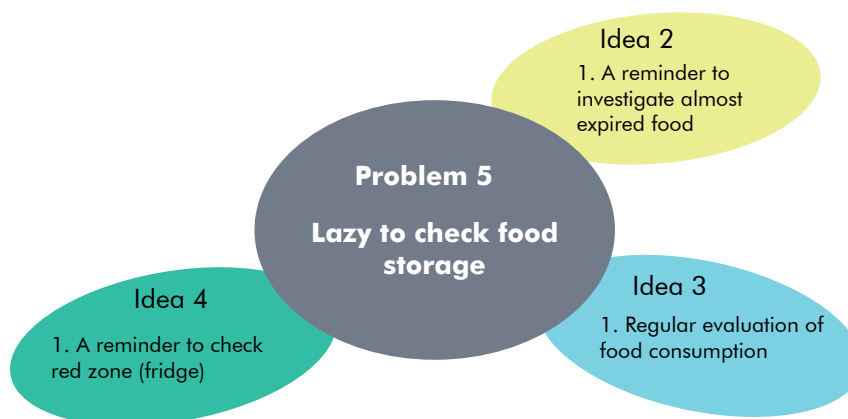 Idea 2
1. A reminder to
investigate almost
expired food
Problem 5
Lazy to check food
storage
Idea 4
1. A reminder to check
red zone (fridge)
Idea 3
1. Regular evaluation of
food consumption